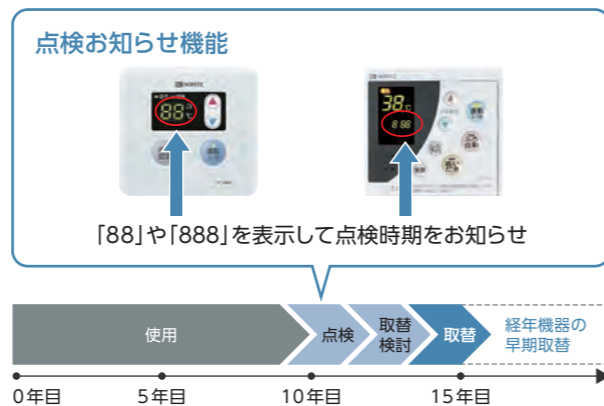 点検お知らせ機能
NORITZ
88
℃
NORITZ
38℃
888
「88」や「888」を表示して点検時期をお知らせ
使用
点検
取替
検討
取替
経年機器の
早期取替
0年目
5年目
10年目
15年目